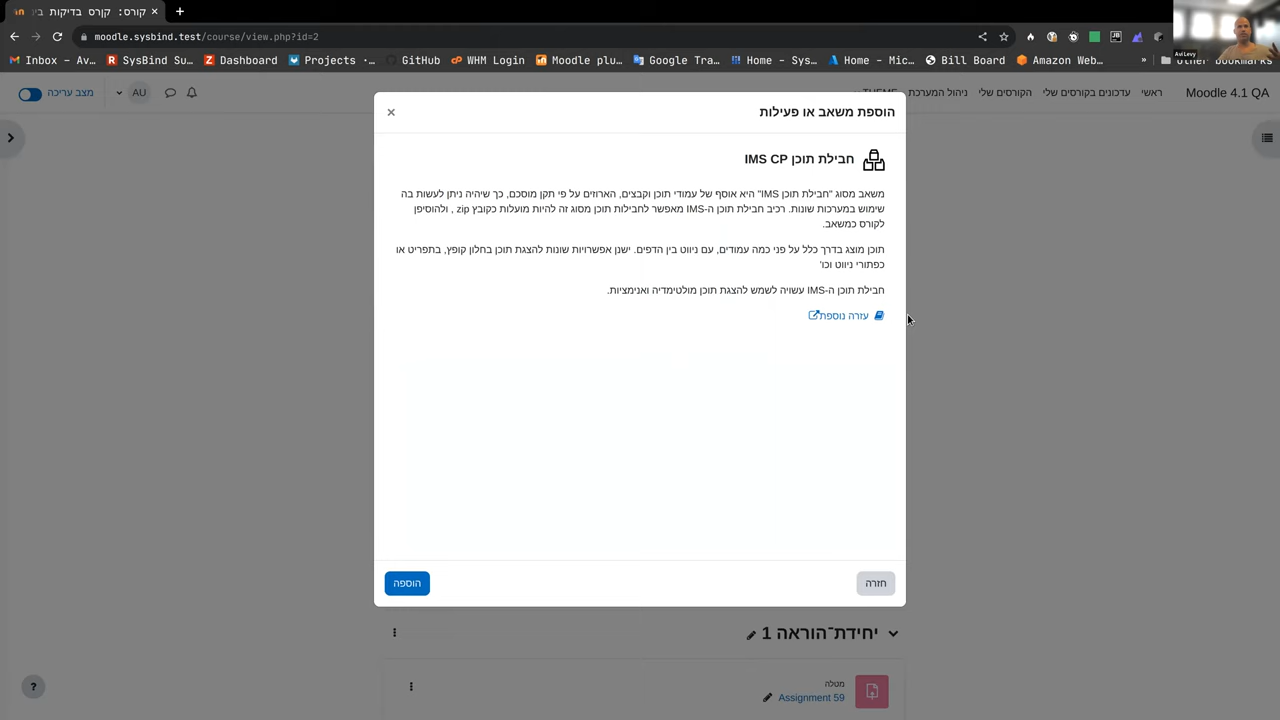 קורס: קןרס בדיקות בינ
moodle.sysbind.test/course/view.php?id=2
Avi Levy
Inbox - Av…
SysBind Su…
Dashboard
Projects ·…
GitHub
WHM Login
Moodle plu…
Google Tra…
Home - Sys…
Home - Mic…
Bill Board
Amazon Web…
»
Other bookmarks
Moodle 4.1 QA
ראשי
עדכונים בקורסים שלי
הקורסים שלי
ניהול המערכת
THEME
AU
מצב עריכה
הוספת משאב או פעילות
×
חבילת תוכן IMS CP
משאב מסוג "חבילת תוכן IMS" היא אוסף של עמודי תוכן וקבצים, הארוזים על פי תקן מוסכם, כך שיהיה ניתן לעשות בה
שימוש במערכות שונות. רכיב חבילת תוכן ה-IMS מאפשר לחבילות תוכן מסוג זה להיות מועלות כקובץ zip , ולהוסיפן
לקורס כמשאב.
תוכן מוצג בדרך כלל על פני כמה עמודים, עם ניווט בין הדפים. ישנן אפשרויות שונות להצגת תוכן בחלון קופץ, בתפריט או
כפתורי ניווט וכו'
חבילת תוכן ה-IMS עשויה לשמש להצגת תוכן מולטימדיה ואנימציות.
עזרה נוספת
חזרה
הוספה
יחידת־הוראה 1
מטלה
Assignment 59
?